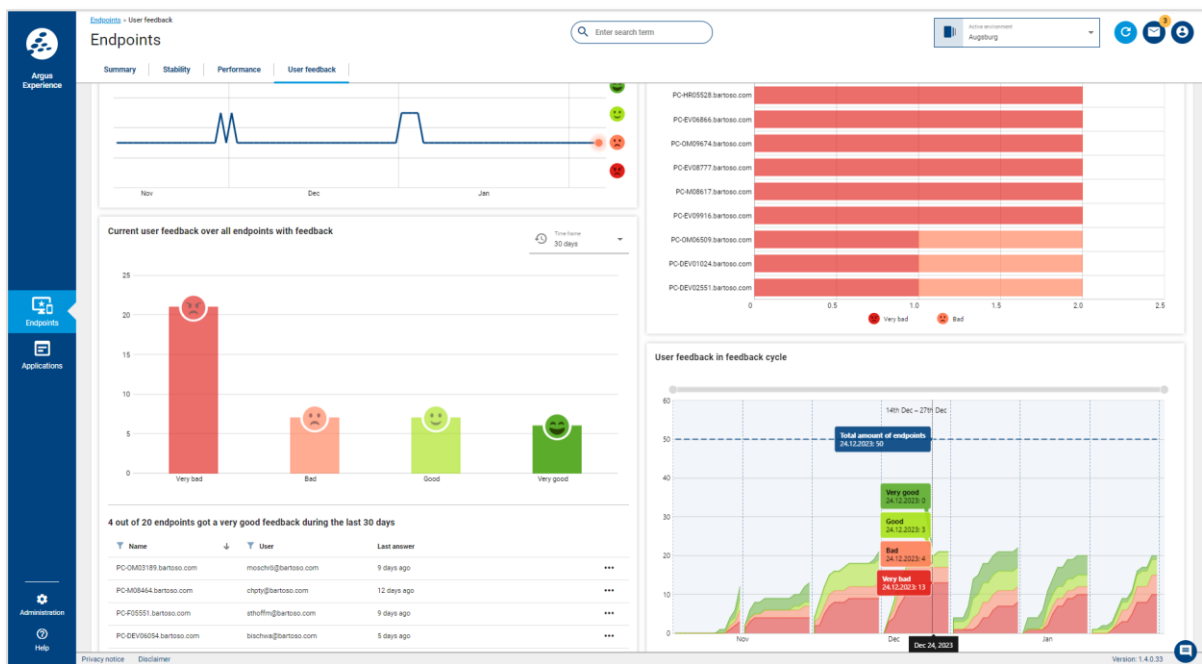 Endpoints > User feedback
Endpoints
Enter search term
Active environment
Augsburg
3
Argus
Experience
Summary
Stability
Performance
User feedback
Nov
Dec
Jan
PC-HR05528.bartoso.com
PC-EV06866.bartoso.com
PC-OM09674.bartoso.com
PC-EV08777.bartoso.com
PC-M08617.bartoso.com
PC-EV09916.bartoso.com
PC-OM06509.bartoso.com
PC-DEV01024.bartoso.com
PC-DEV02551.bartoso.com
0
0.5
1.0
1.5
2.0
2.5
Very bad
Bad
Current user feedback over all endpoints with feedback
Time frame
30 days
25
20
15
10
5
0
Very bad
Bad
Good
Very good
Endpoints
Applications
4 out of 20 endpoints got a very good feedback during the last 30 days
Name
User
Last answer
PC-OM03189.bartoso.com
moschrö@bartoso.com
9 days ago
PC-M08464.bartoso.com
chpty@bartoso.com
12 days ago
PC-F05551.bartoso.com
sthoffm@bartoso.com
9 days ago
PC-DEV06054.bartoso.com
bischwa@bartoso.com
5 days ago
User feedback in feedback cycle
60
50
40
30
20
10
0
14th Dec – 27th Dec
Total amount of endpoints
24.12.2023: 50
Very good
24.12.2023: 0
Good
24.12.2023: 3
Bad
24.12.2023: 4
Very bad
24.12.2023: 13
Nov
Dec
Dec 24, 2023
Jan
Administration
Help
Privacy notice
Disclaimer
Version: 1.4.0.33